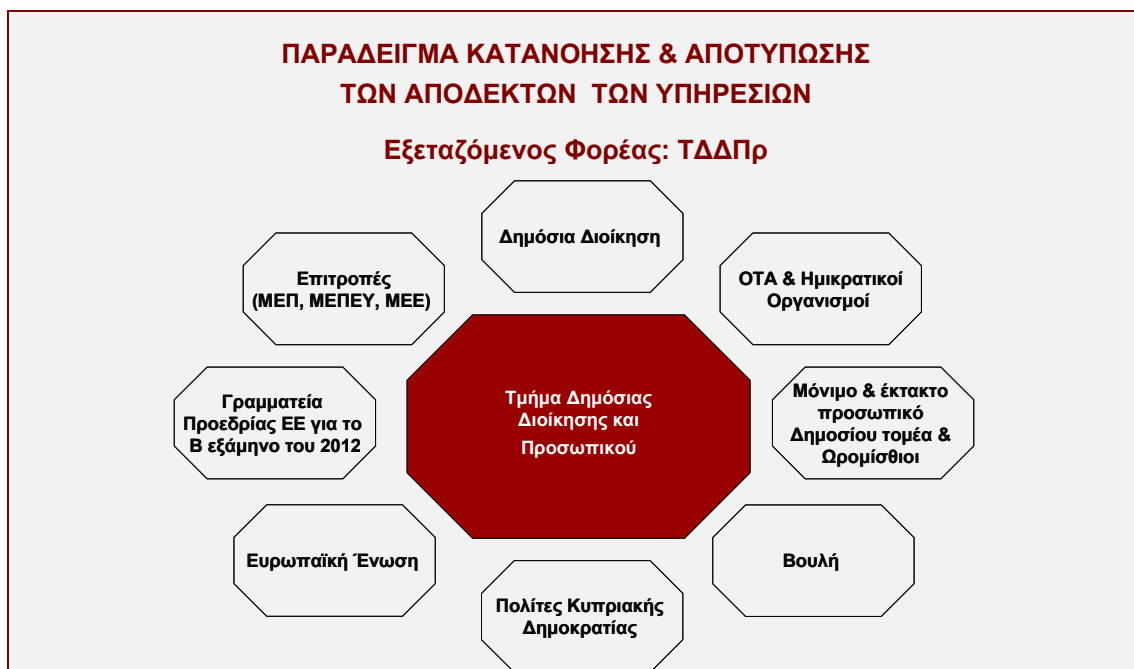 ΠΑΡΑΔΕΙΓΜΑ ΚΑΤΑΝΟΗΣΗΣ & ΑΠΟΤΥΠΩΣΗΣ
ΤΩΝ ΑΠΟΔΕΚΤΩΝ ΤΩΝ ΥΠΗΡΕΣΙΩΝ
Εξεταζόμενος Φορέας: ΤΔΔΠρ
Δημόσια Διοίκηση
Επιτροπές
(ΜΕΠ, ΜΕΠΕΥ, ΜΕΕ)
ΟΤΑ & Ημικρατικοί
Οργανισμοί
Γραμματεία
Προεδρίας ΕΕ για το
Β εξάμηνο του 2012
Τμήμα Δημόσιας
Διοίκησης και
Προσωπικού
Μόνιμο & έκτακτο
προσωπικό
Δημοσίου τομέα &
Ωρομίσθιοι
Ευρωπαϊκή Ένωση
Βουλή
Πολίτες Κυπριακής
Δημοκρατίας